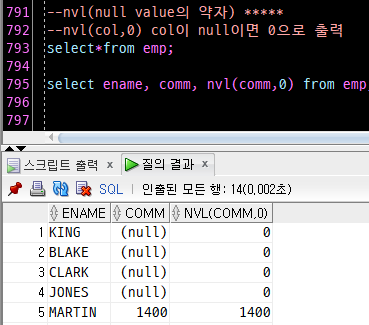 791 --nvl(null value의 약자) *****
792 --nvl(col,0) col이 null이면 0으로 출력
793 select*from emp;
794
795 select ename, comm, nvl(comm,0) from emp
796
797
스크립트 출력 x 질의 결과 x
SQL | 인출된 모든 행: 14(0,002초)
ENAME COMM NVL(COMM,0)
1 KING (null) 0
2 BLAKE (null) 0
3 CLARK (null) 0
4 JONES (null) 0
5 MARTIN 1400 1400